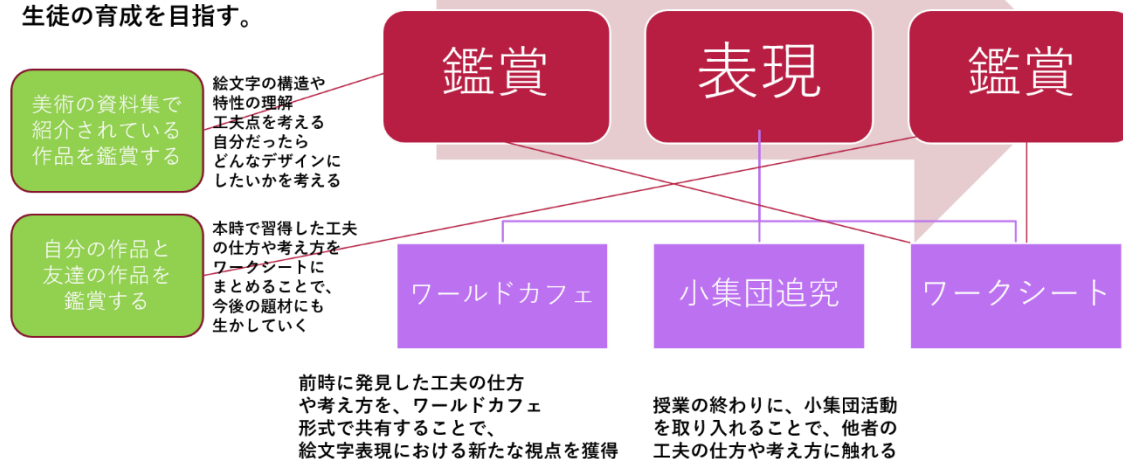 生徒の育成を目指す。
鑑賞
表現
鑑賞
美術の資料集で
紹介されている
作品を鑑賞する
絵文字の構造や
特性の理解
工夫点を考える
自分だったら
どんなデザインに
したいかを考える
自分の作品と
友達の作品を
鑑賞する
本時で習得した工夫
の仕方や考え方を
ワークシートに
まとめることで、
今後の題材にも
生かしていく
ワールドカフェ
小集団追究
ワークシート
前時に発見した工夫の仕方
や考え方を、ワールドカフェ
形式で共有することで、
絵文字表現における新たな視点を獲得
授業の終わりに、小集団活動
を取り入れることで、他者の
工夫の仕方や考え方に触れる